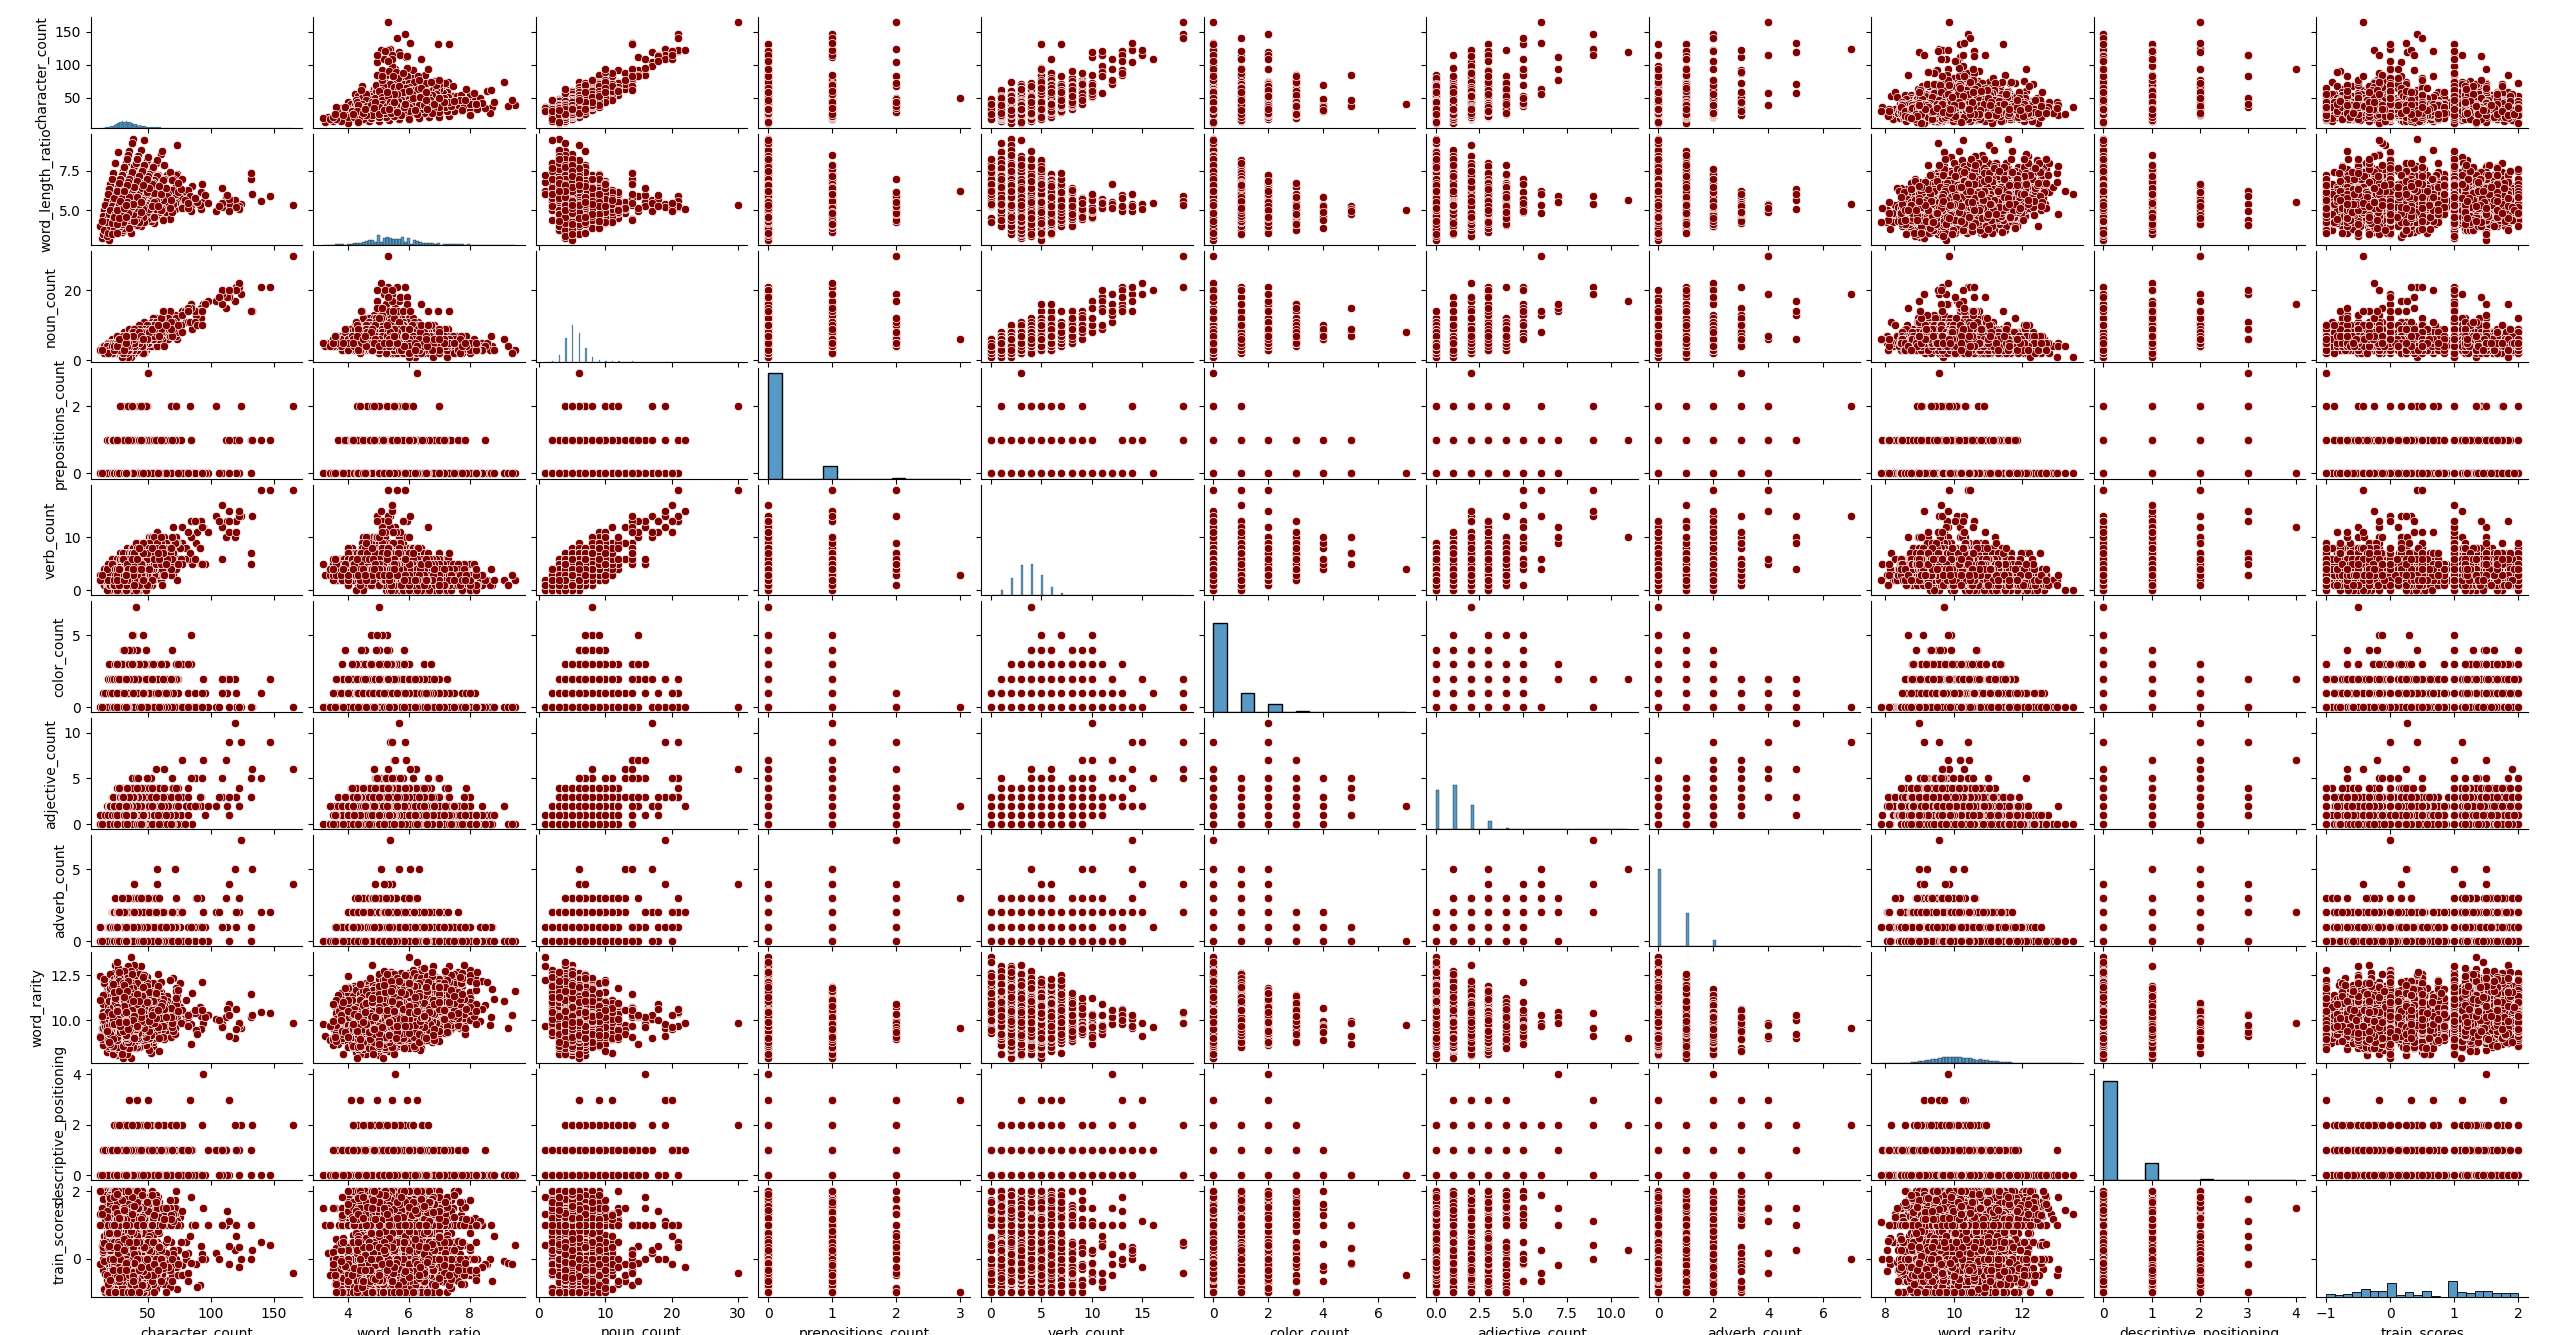 character_count
150
100
50
word_length_ratio
7.5
5.0
noun_count
20
0
prepositions_count
2
0
verb_count
10
0
color_count
5
0
adjective_count
10
5
0
adverb_count
5
0
word_rarity
12.5
10.0
descriptive_positioning
4
2
0
train_scores
2
0
50 100 150 4 6 8 0 10 20 30 0 1 2 3 0 5 10 15 0 2 4 6 0.0 2.5 5.0 7.5 10.0 0 2 4 6 8 10 12 0 1 2 3 4 −1 0 1 2
character_count word_length_ratio noun_count prepositions_count verb_count color_count adjective_count adverb_count word_rarity descriptive_positioning train_scores